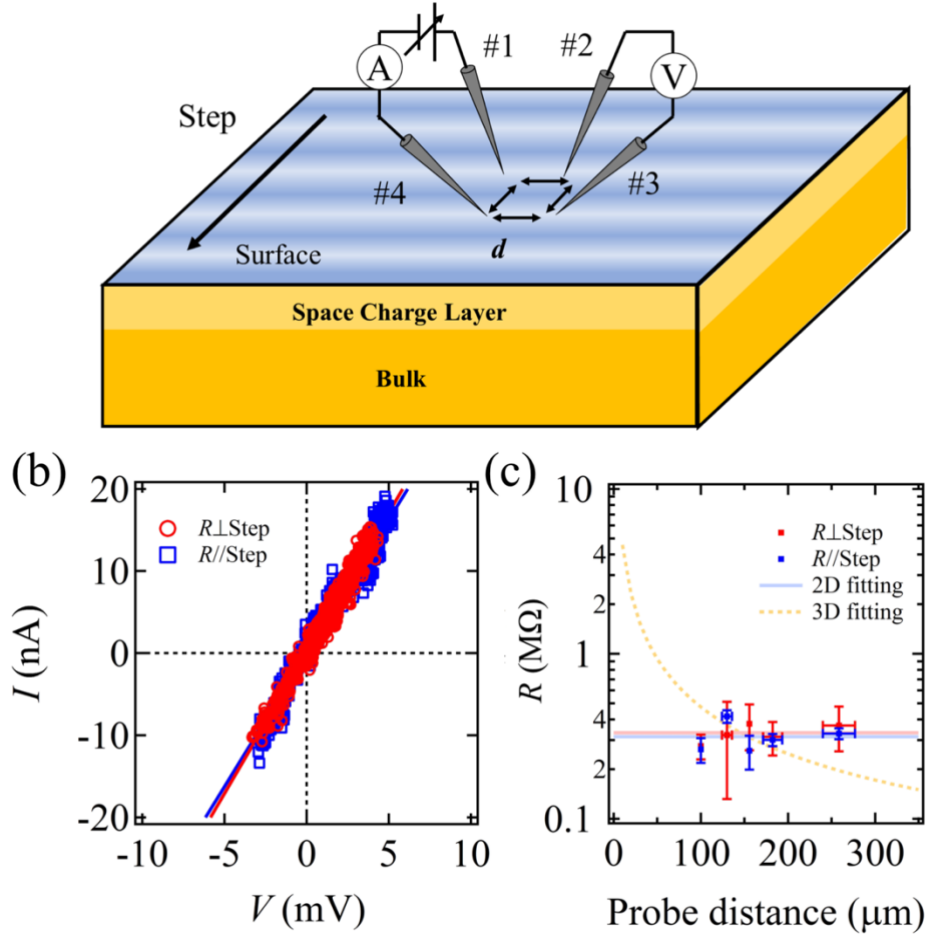 A
#1
#2
V
Step
#4
#3
d
Surface
Space Charge Layer
Bulk
(b)
(c)
20
10
0
-10
-20
I (nA)
R⊥Step
R//Step
-10
-5
0
5
10
V (mV)
10
4
2
1
4
2
0.1
R (MΩ)
R⊥Step
R//Step
2D fitting
3D fitting
0
100
200
300
Probe distance (μm)